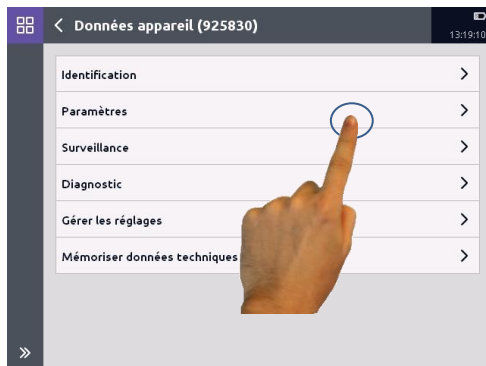 Données appareil (925830)
13:19:10
Identification
Paramètres
Surveillance
Diagnostic
Gérer les réglages
Mémoriser données techniques